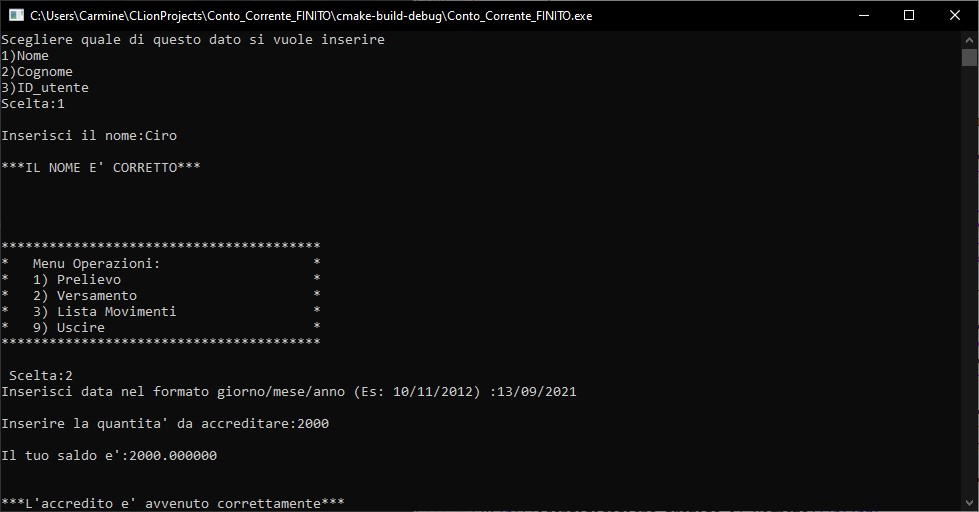 C:\Users\Carmine\CLionProjects\Conto_Corrente_FINITO\cmake-build-debug\Conto_Corrente_FINITO.exe
Scegliere quale di questo dato si vuole inserire
1)Nome
2)Cognome
3)ID_utente
Scelta:1
Inserisci il nome:Ciro
***IL NOME E' CORRETTO***
****************************************
*   Menu Operazioni:                   *
*   1) Prelievo                        *
*   2) Versamento                      *
*   3) Lista Movimenti                 *
*   9) Uscire                          *
****************************************
Scelta:2
Inserisci data nel formato giorno/mese/anno (Es: 10/11/2012) :13/09/2021
Inserire la quantita' da accreditare:2000
Il tuo saldo e':2000.000000
***L'accredito e' avvenuto correttamente***